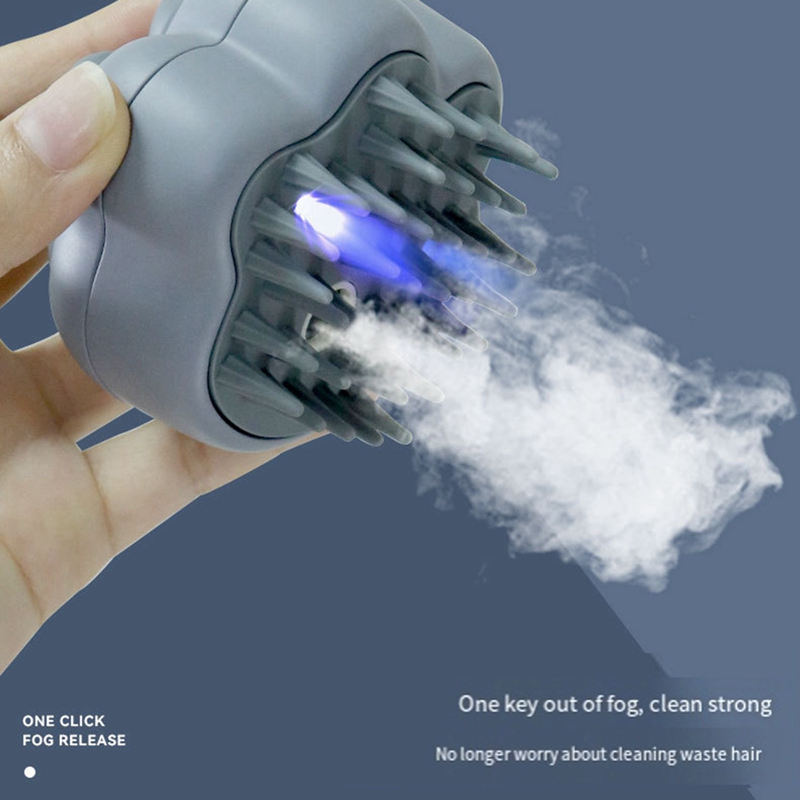 ONE CLICK
FOG RELEASE
One key out of fog, clean strong
No longer worry about cleaning waste hair